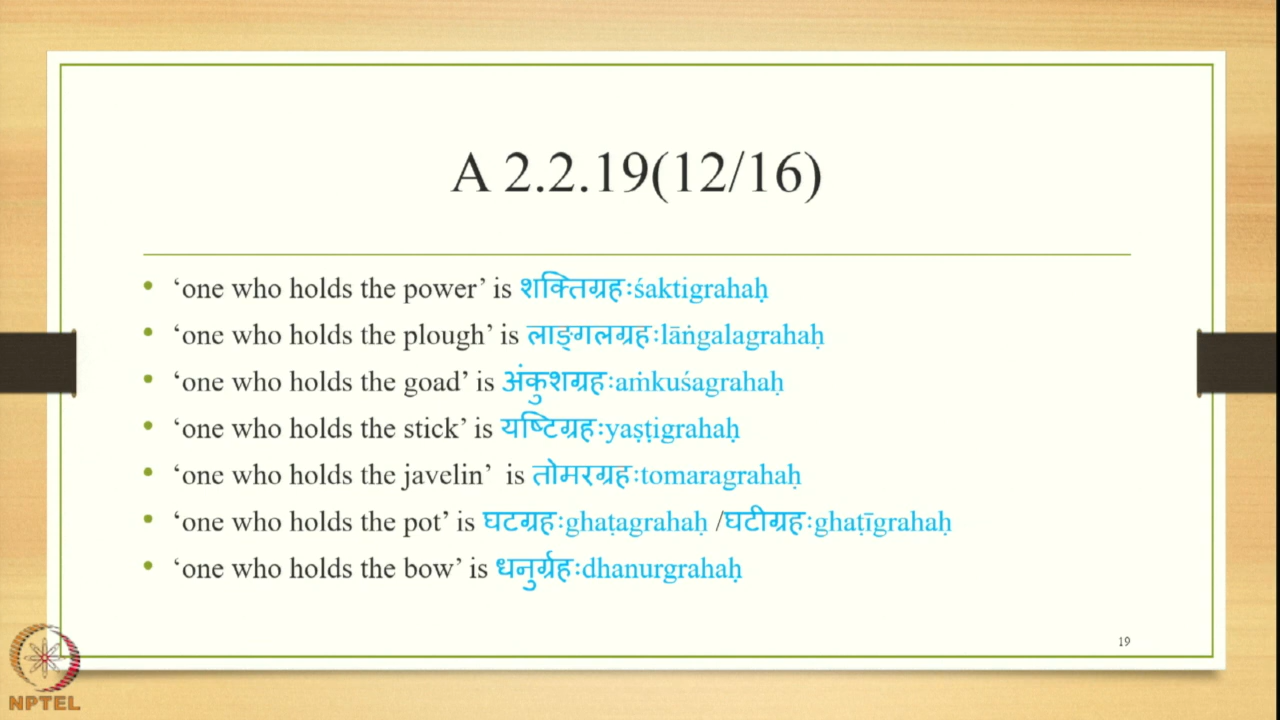 A 2.2.19(12/16)
• ‘one who holds the power’ is शक्तिग्रहःśaktigrahaḥ
• ‘one who holds the plough’ is लाङ्गलग्रहःlāṅgalagrahaḥ
• ‘one who holds the goad’ is अंकुशग्रहःaṁkuśagrahaḥ
• ‘one who holds the stick’ is यष्टिग्रहःyaṣṭigrahaḥ
• ‘one who holds the javelin’ is तोमरग्रहःtomaragrahaḥ
• ‘one who holds the pot’ is घटग्रहःghaṭagrahaḥ /घटीग्रहःghaṭīgrahaḥ
• ‘one who holds the bow’ is धनुर्ग्रहःdhanurgrahaḥ
19
NPTEL